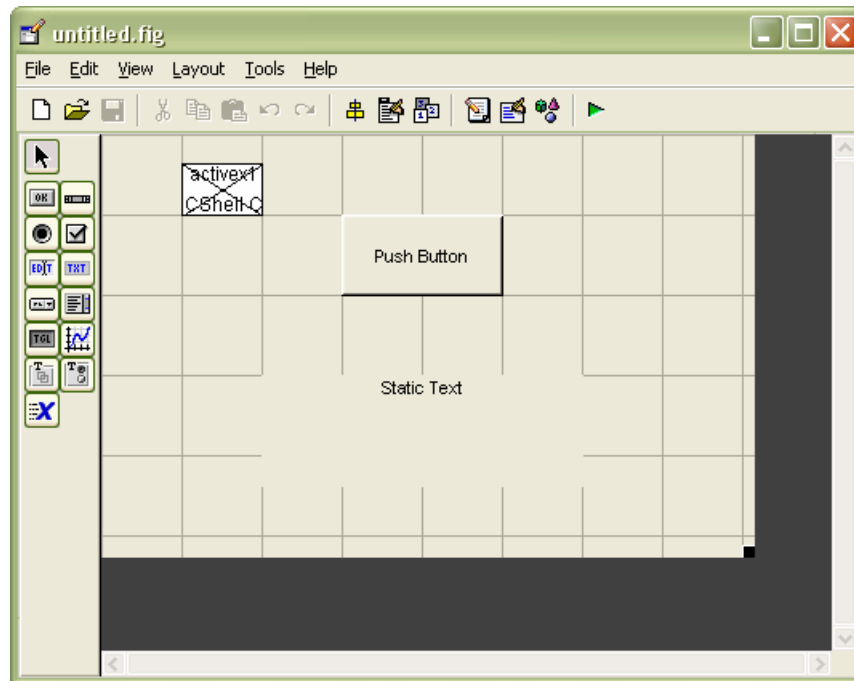 untitled.fig
File Edit View Layout Tools Help
activex1
CShell C
OK
Push Button
EDIT TXT
TGL
Static Text